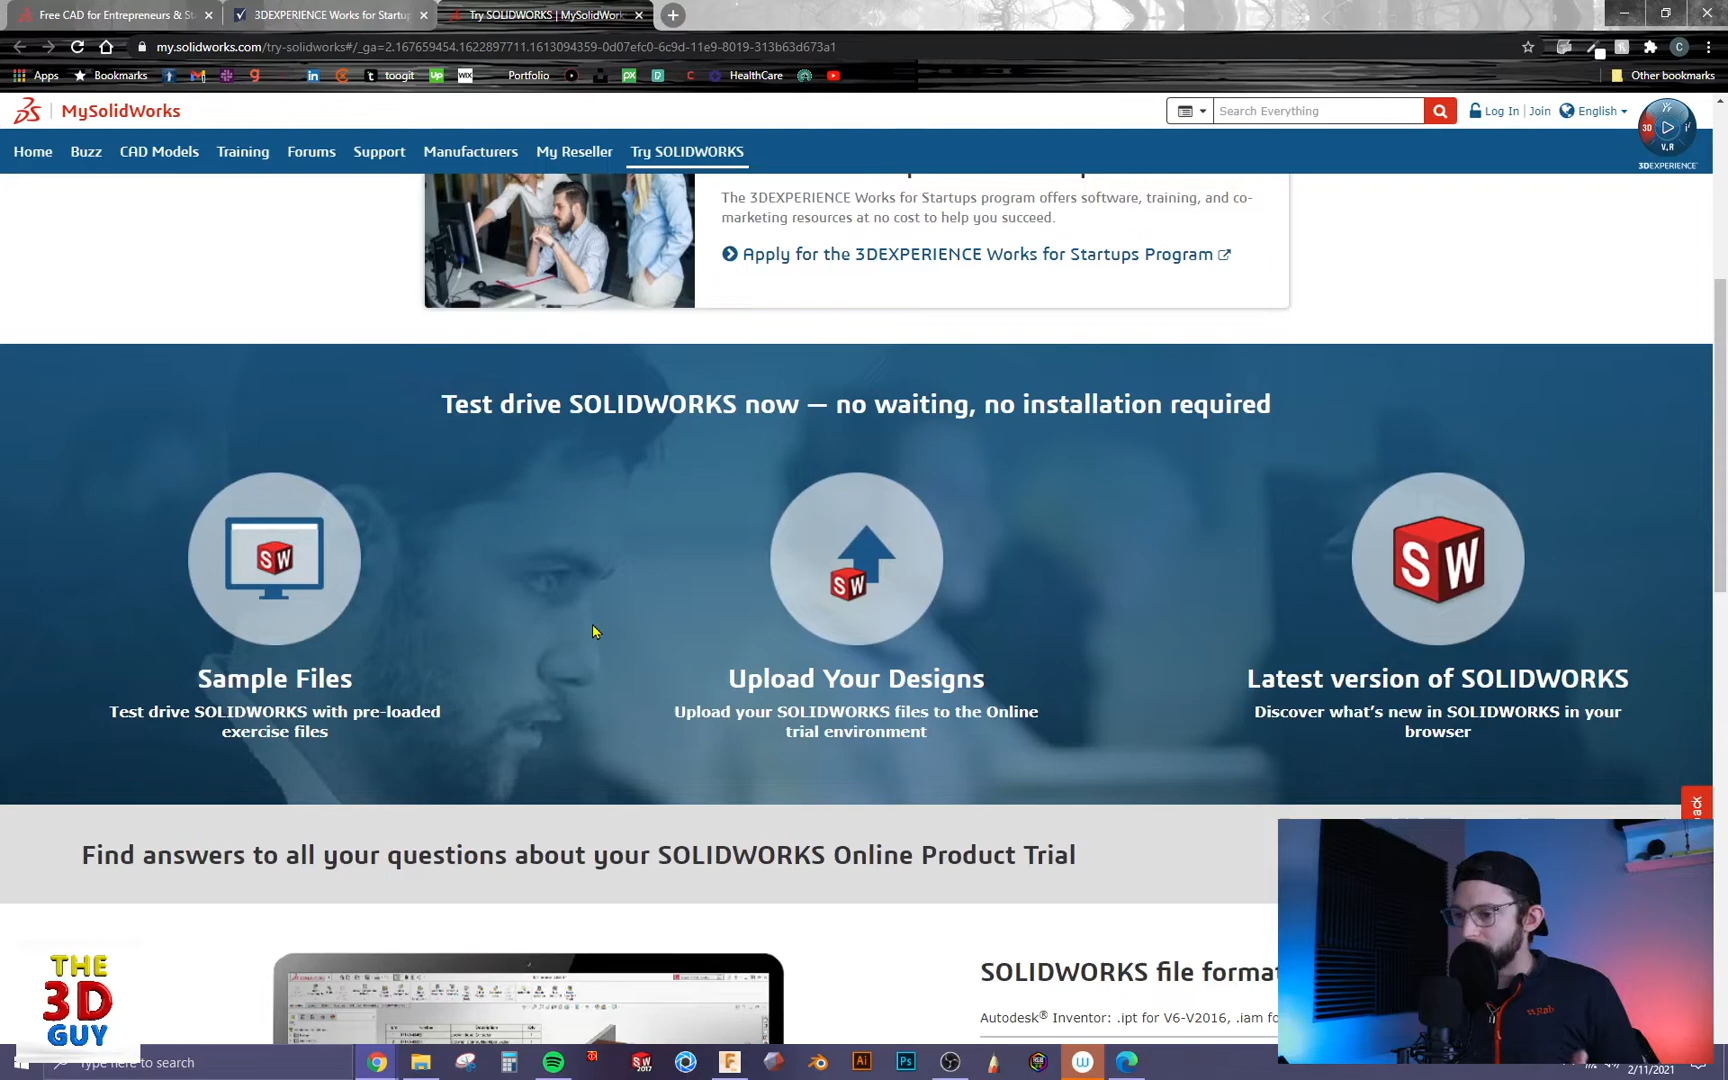 Free CAD for Entrepreneurs & St
3DEXPERIENCE Works for Startup
Try SOLIDWORKS | MySolidWork
my.solidworks.com/try-solidworks#/_ga=2.167659454.1622897711.1613094359-0d07efc0-6c9d-11e9-8019-313b63d673a1
Apps
Bookmarks
toogit
Portfolio
HealthCare
Other bookmarks
MySolidWorks
Search Everything
Log In | Join
English
Home
Buzz
CAD Models
Training
Forums
Support
Manufacturers
My Reseller
Try SOLIDWORKS
3D
V.R
3DEXPERIENCE
The 3DEXPERIENCE Works for Startups program offers software, training, and co-
marketing resources at no cost to help you succeed.
Apply for the 3DEXPERIENCE Works for Startups Program
Test drive SOLIDWORKS now — no waiting, no installation required
SW
SW
SW
Sample Files
Test drive SOLIDWORKS with pre-loaded
exercise files
Upload Your Designs
Upload your SOLIDWORKS files to the Online
trial environment
Latest version of SOLIDWORKS
Discover what's new in SOLIDWORKS in your
browser
Find answers to all your questions about your SOLIDWORKS Online Product Trial
SOLIDWORKS file forma
Autodesk® Inventor: .ipt for V6-V2016, .iam fo
THE
3D
GUY
Type here to search
2/11/2021